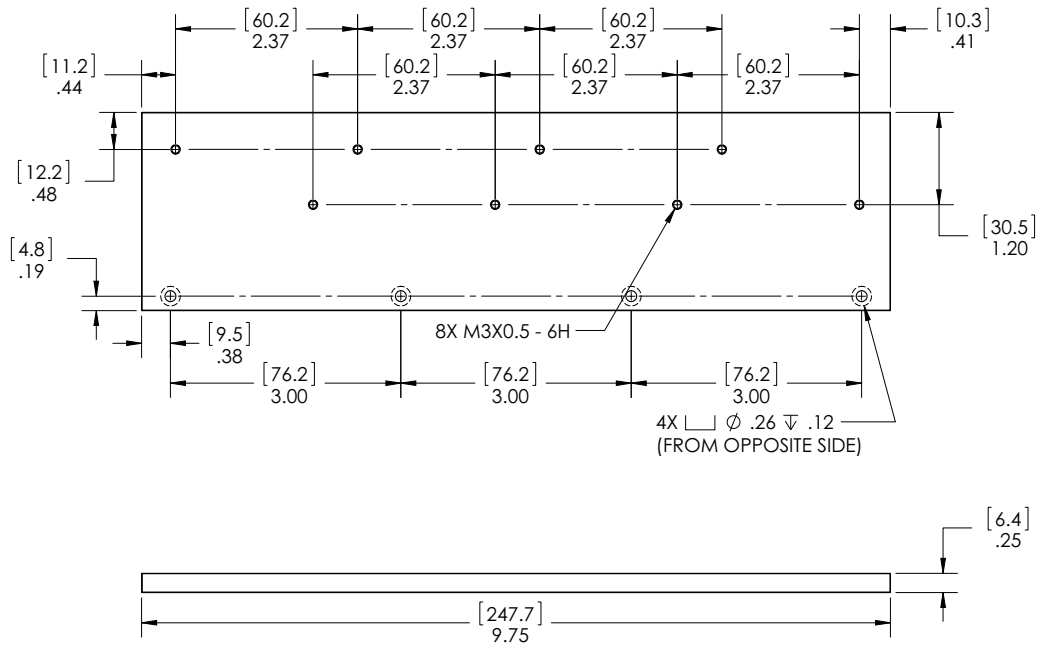 [60.2] [60.2] [60.2] [10.3]
2.37 2.37 2.37 .41
[11.2] [60.2] [60.2] [60.2]
.44 2.37 2.37 2.37
[12.2]
.48
[30.5]
1.20
[4.8]
.19
8X M3X0.5 - 6H
[9.5]
.38
[76.2] [76.2] [76.2]
3.00 3.00 3.00
4X ⌴ ⌀ .26 ↧ .12
(FROM OPPOSITE SIDE)
[6.4]
.25
[247.7]
9.75